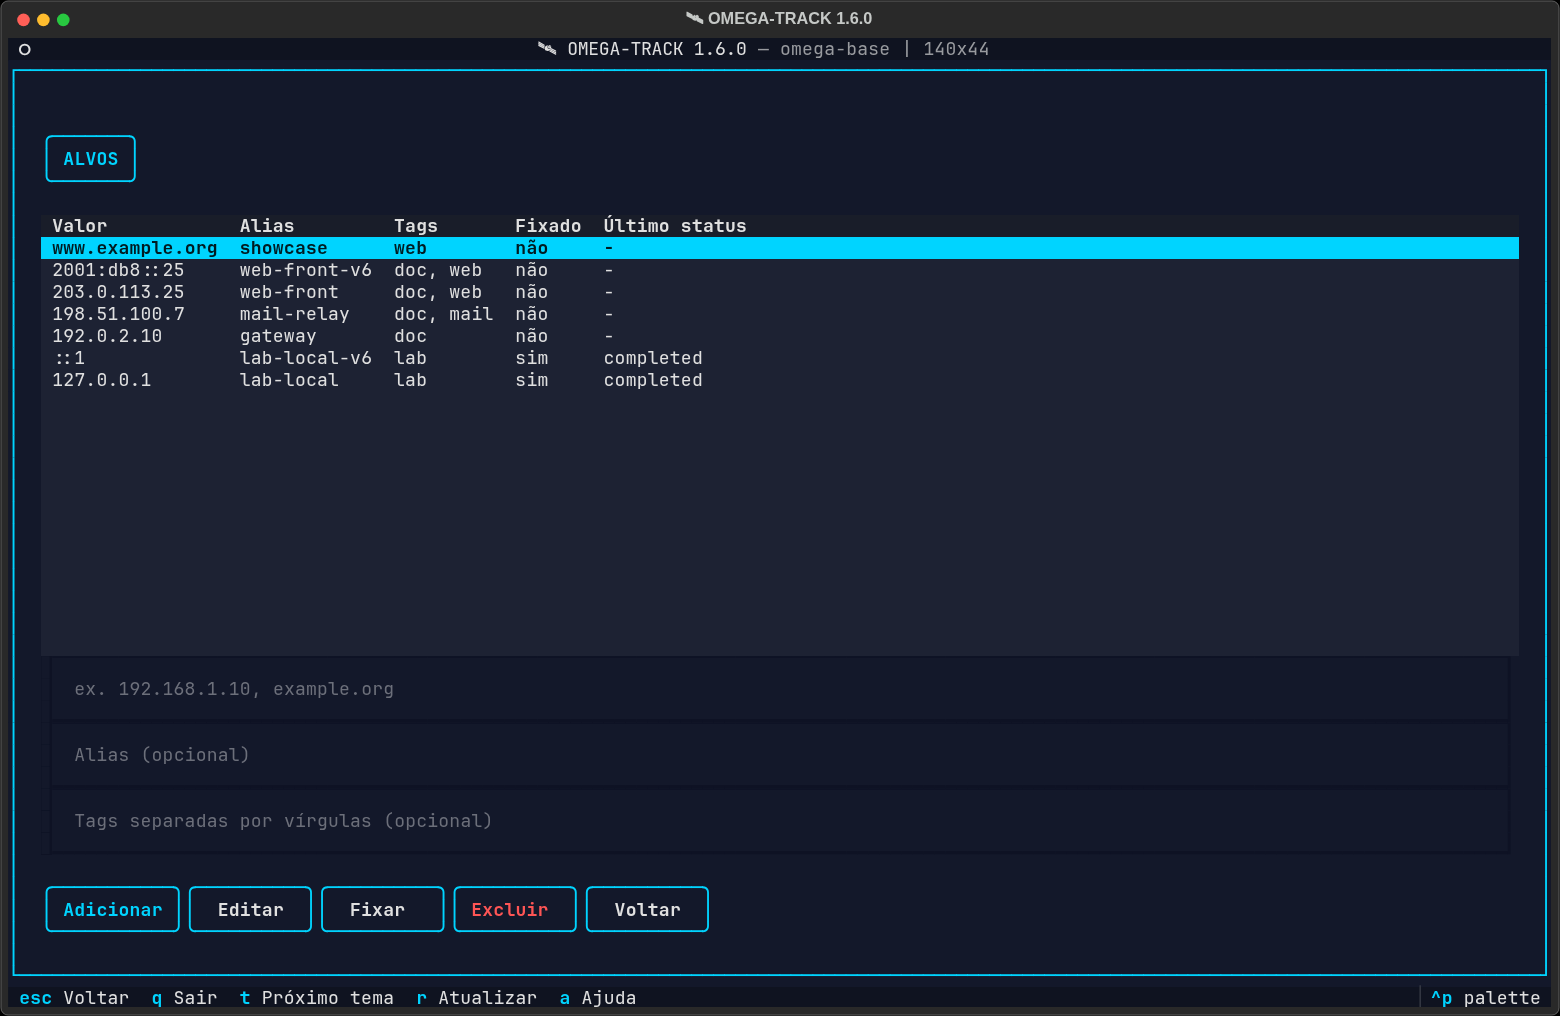 OMEGA-TRACK 1.6.0
OMEGA-TRACK 1.6.0 — omega-base | 140x44
ALVOS
Valor Alias Tags Fixado Último status
www.example.org showcase web não -
2001:db8::25 web-front-v6 doc, web não -
203.0.113.25 web-front doc, web não -
198.51.100.7 mail-relay doc, mail não -
192.0.2.10 gateway doc não -
::1 lab-local-v6 lab sim completed
127.0.0.1 lab-local lab sim completed
ex. 192.168.1.10, example.org
Alias (opcional)
Tags separadas por vírgulas (opcional)
Adicionar Editar Fixar Excluir Voltar
esc Voltar q Sair t Próximo tema r Atualizar a Ajuda ^p palette